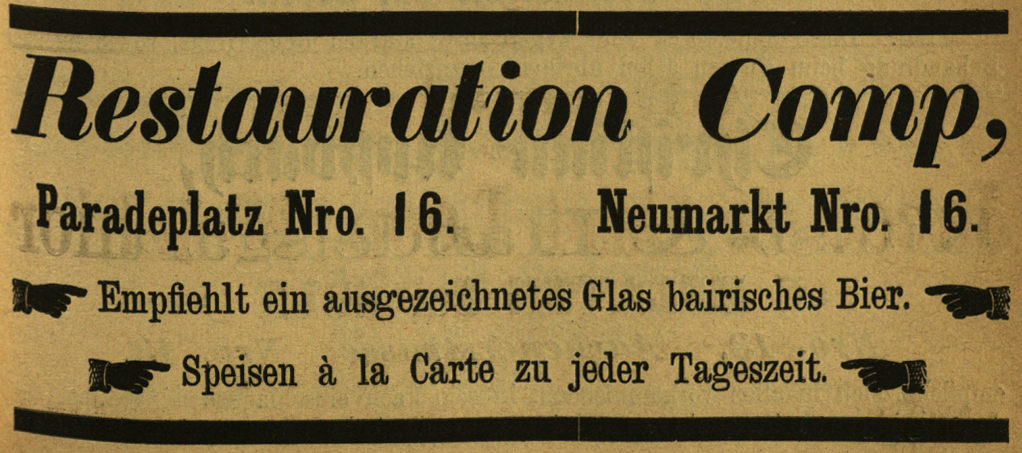 Restauration Comp,
Paradeplatz Nro. 16. Neumarkt Nro. 16.
Empfiehlt ein ausgezeichnetes Glas bairisches Bier.
Speisen à la Carte zu jeder Tageszeit.